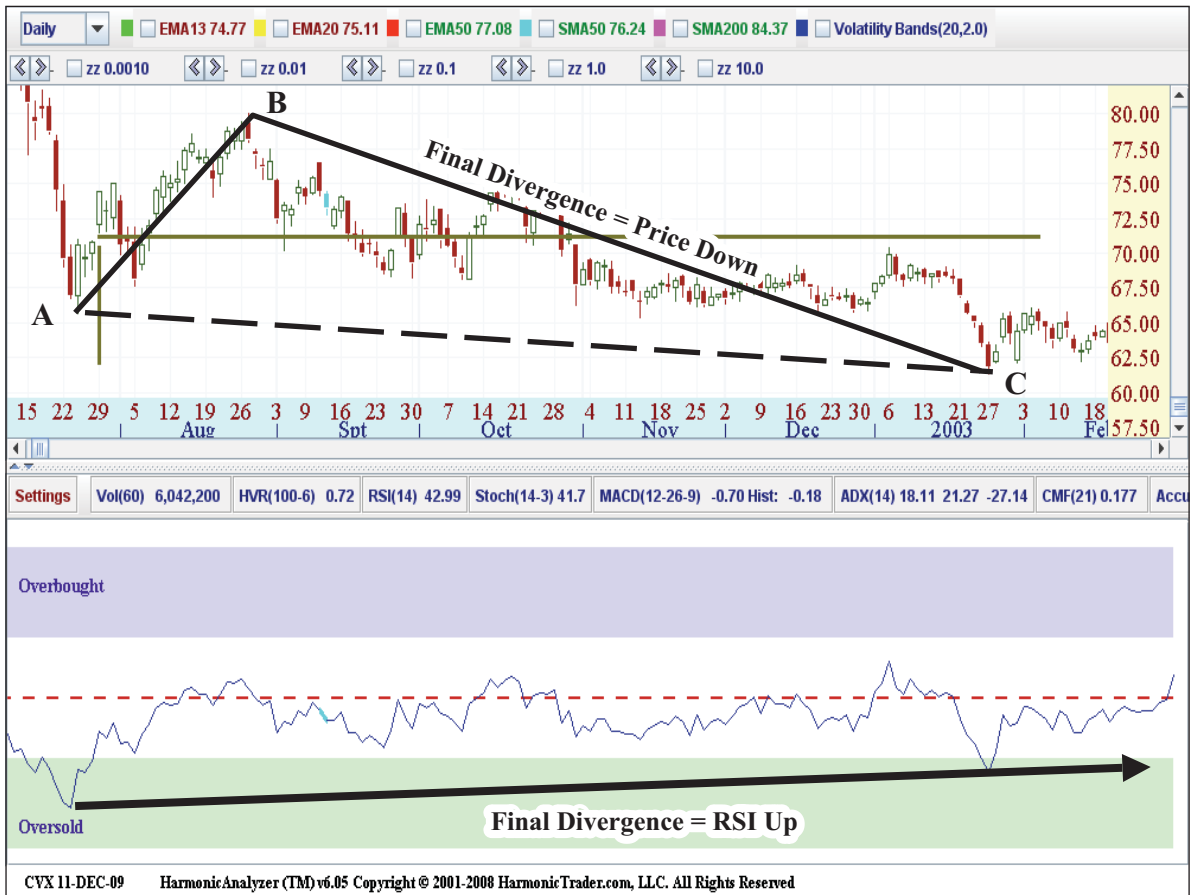 Daily EMA13 74.77 EMA20 75.11 EMA50 77.08 SMA50 76.24 SMA200 84.37 Volatility Bands(20,2.0)
zz 0.0010 zz 0.01 zz 0.1 zz 1.0 zz 10.0
B
Final Divergence = Price Down
A
C
80.00
77.50
75.00
72.50
70.00
67.50
65.00
62.50
60.00
57.50
15 22 29 5 12 19 26 3 9 16 23 30 7 14 21 28 4 11 18 25 2 9 16 23 30 6 13 21 27 3 10 18
Aug Spt Oct Nov Dec 2003 Fe
Settings Vol(60) 6,042,200 HVR(100-6) 0.72 RSI(14) 42.99 Stoch(14-3) 41.7 MACD(12-26-9) -0.70 Hist: -0.18 ADX(14) 18.11 21.27 -27.14 CMF(21) 0.177 Accu
Overbought
Final Divergence = RSI Up
Oversold
CVX 11-DEC-09 HarmonicAnalyzer (TM) v6.05 Copyright © 2001-2008 HarmonicTrader.com, LLC. All Rights Reserved